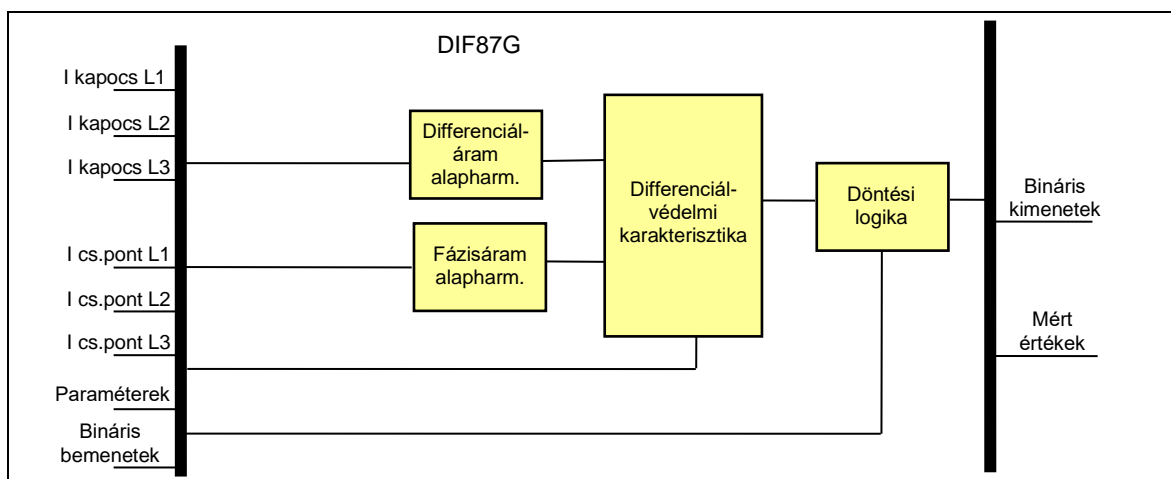 DIF87G
I kapocs L1
I kapocs L2
I kapocs L3
I cs.pont L1
I cs.pont L2
I cs.pont L3
Paraméterek
Bináris
bemenetek
Differenciál-
áram
alapharm.
Fázisáram
alapharm.
Differenciál-
védelmi
karakterisztika
Döntési
logika
Bináris
kimenetek
Mért
értékek